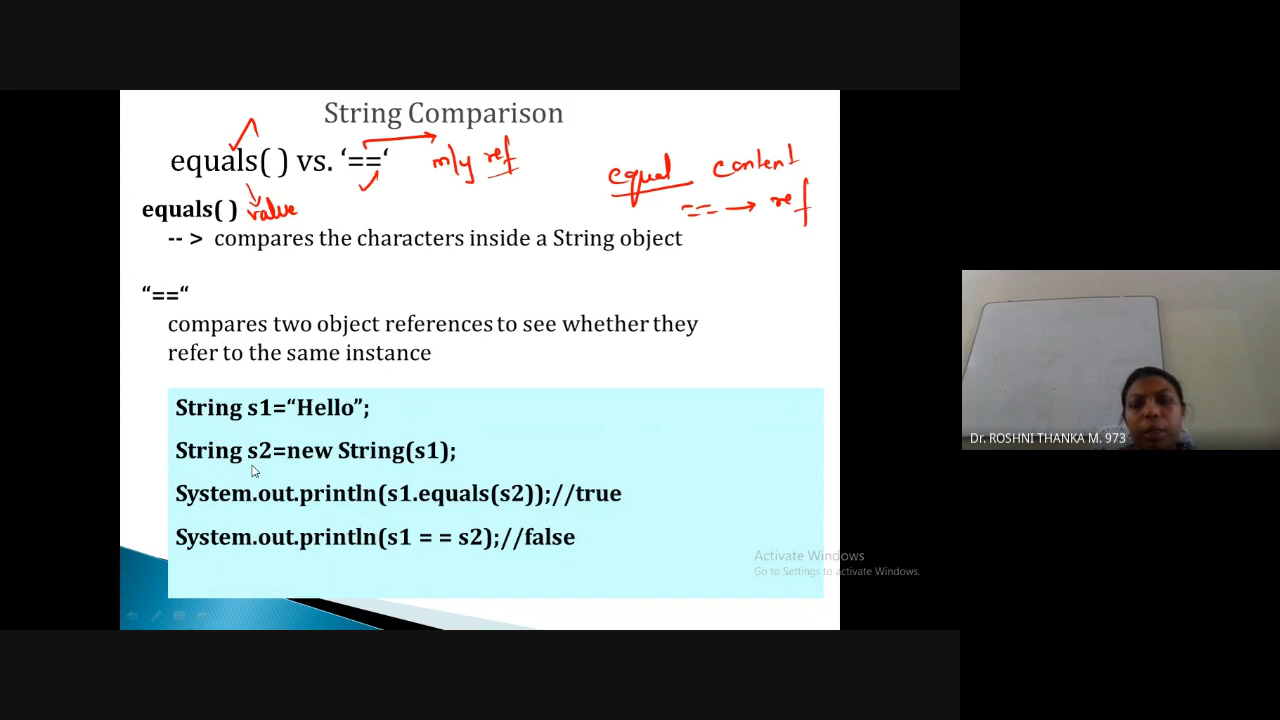 String Comparison
equals( ) vs. ‘==‘
m/y ref
equal content
== → ref
equals( ) value
-- > compares the characters inside a String object
“==“
compares two object references to see whether they
refer to the same instance
String s1=“Hello”;
String s2=new String(s1);
System.out.println(s1.equals(s2));//true
System.out.println(s1 = = s2);//false
Activate Windows
Go to Settings to activate Windows.
Dr. ROSHNI THANKA M. 973